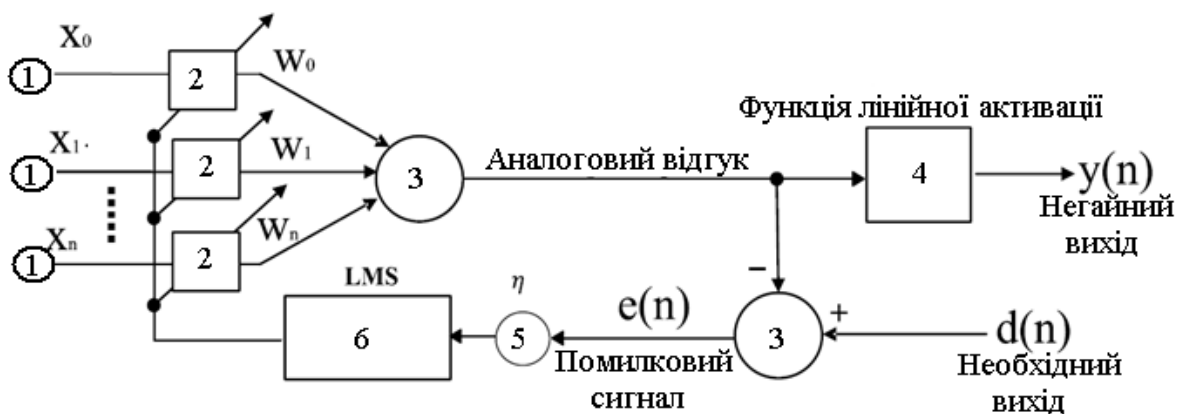 X₀
1
2
W₀
Функція лінійної активації
X₁.
1
2
W₁
3
Аналоговий відгук
4
y(n)
Негайний
вихід
Xₙ
1
2
Wₙ
LMS
η
−
6
5
e(n)
3
+
d(n)
Помилковий
сигнал
Необхідний
вихід